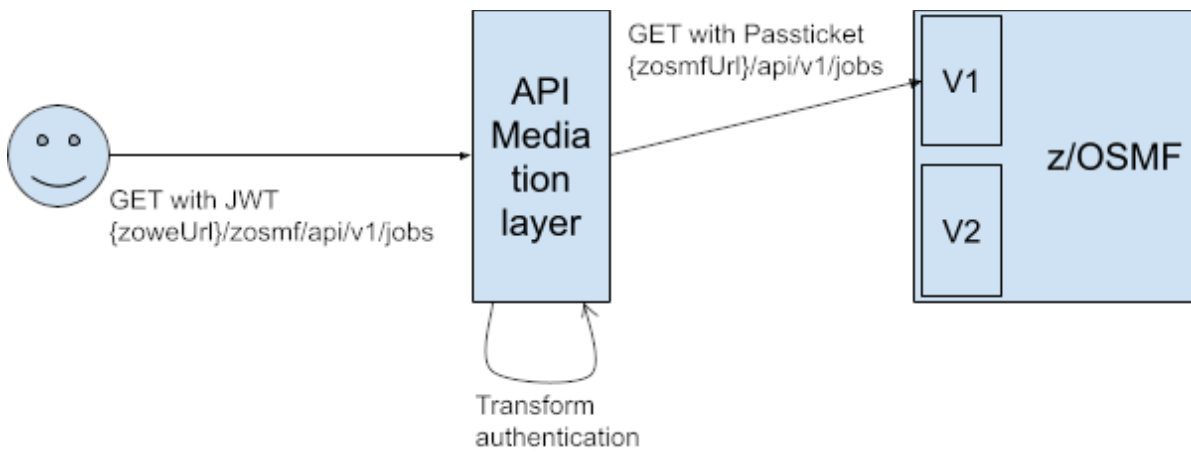 GET with JWT
{zoweUrl}/zosmf/api/v1/jobs
API
Media
tion
layer
Transform
authentication
GET with Passticket
{zosmfUrl}/api/v1/jobs
V1
V2
z/OSMF